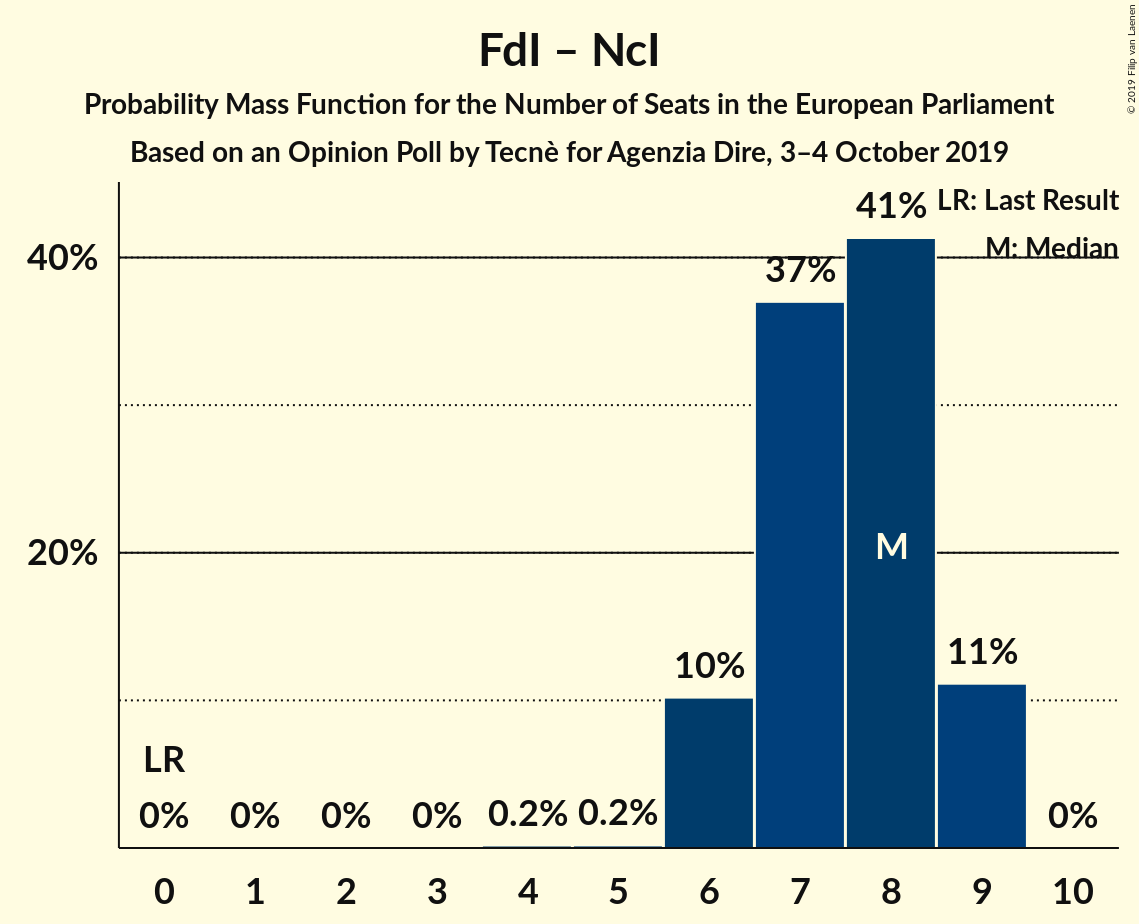 FdI – NcI
Probability Mass Function for the Number of Seats in the European Parliament
Based on an Opinion Poll by Tecnè for Agenzia Dire, 3–4 October 2019
© 2019 Filip van Laenen
LR: Last Result
M: Median
40%
20%
LR
0%
0%
0%
0%
0.2%
0.2%
10%
37%
41%
M
11%
0%
0 1 2 3 4 5 6 7 8 9 10